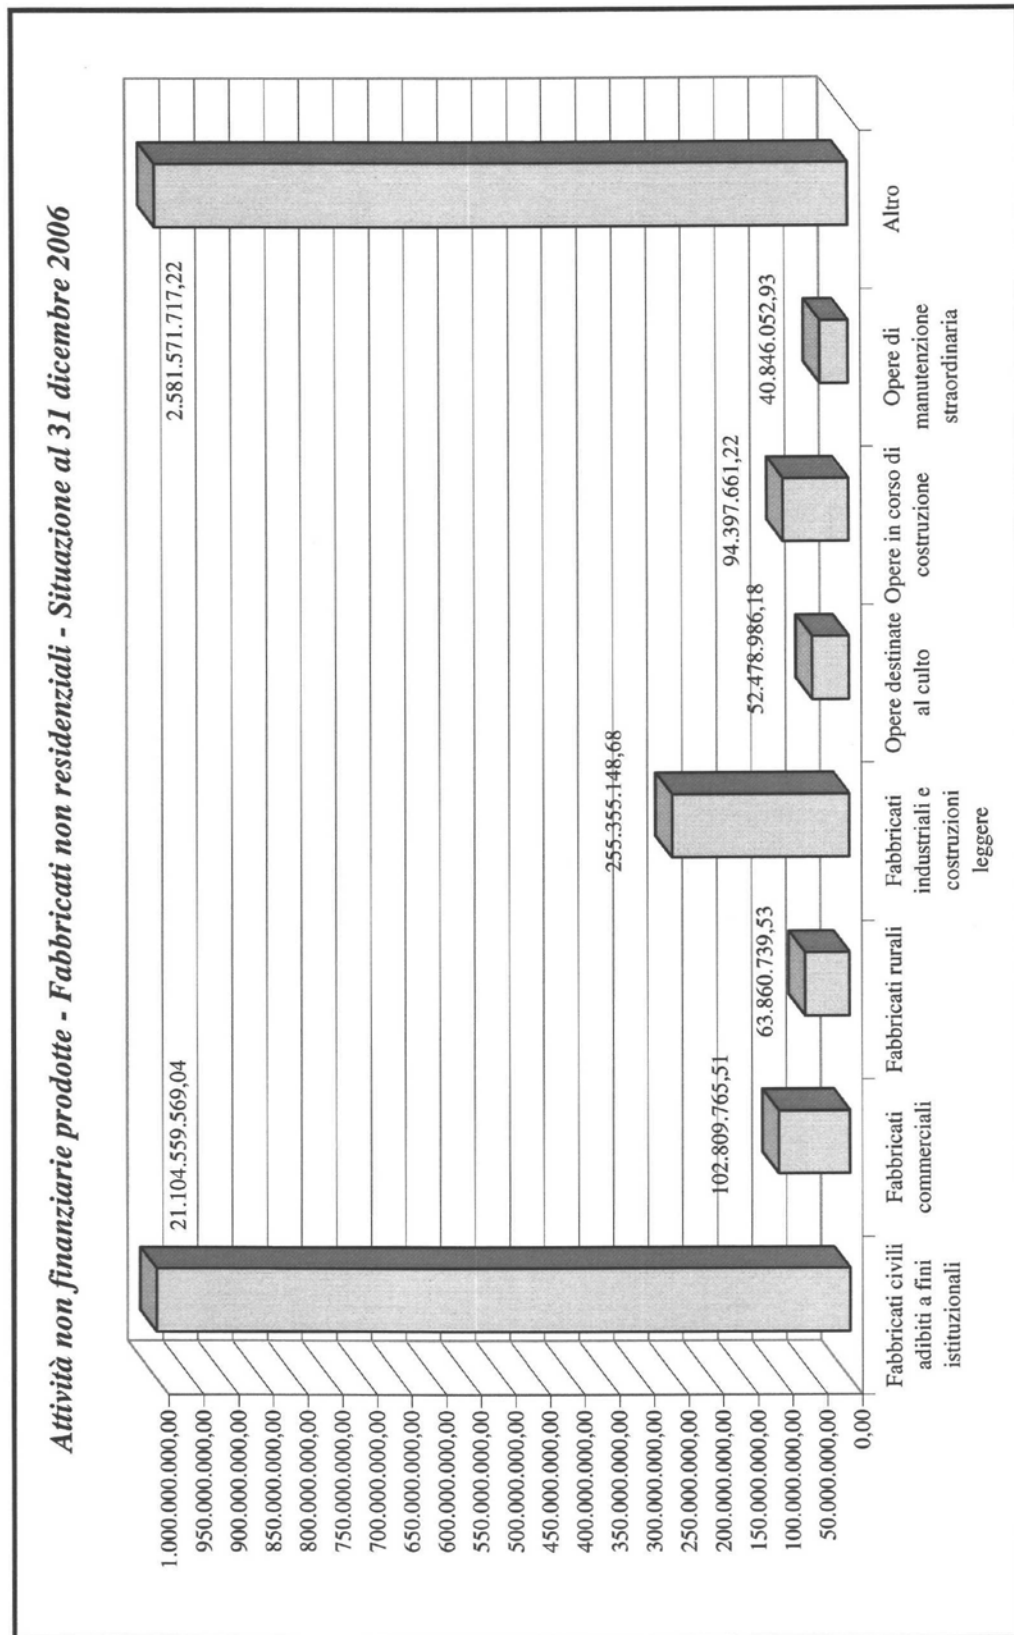 Attività non finanziarie prodotte - Fabbricati non residenziali - Situazione al 31 dicembre 2006
1.000.000.000,00
950.000.000,00
900.000.000,00
850.000.000,00
800.000.000,00
750.000.000,00
700.000.000,00
650.000.000,00
600.000.000,00
550.000.000,00
500.000.000,00
450.000.000,00
400.000.000,00
350.000.000,00
300.000.000,00
250.000.000,00
200.000.000,00
150.000.000,00
100.000.000,00
50.000.000,00
0,00
21.104.559.569,04
102.809.765,51
63.860.739,53
255.355.148,68
52.478.986,18
94.397.661,22
40.846.052,93
2.581.571.717,22
Fabbricati civili
adibiti a fini
istituzionali
Fabbricati
commerciali
Fabbricati rurali
Fabbricati
industriali e
costruzioni
leggere
Opere destinate
al culto
Opere in corso di
costruzione
Opere di
manutenzione
straordinaria
Altro